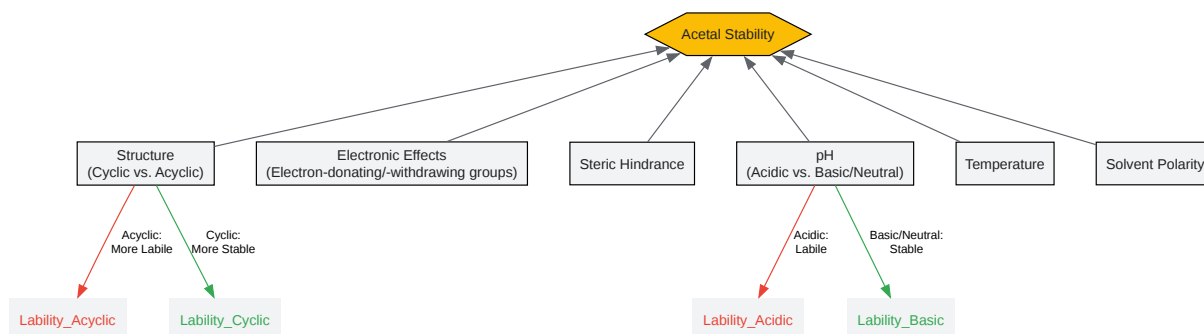 Acetal Stability
Structure
(Cyclic vs. Acyclic)
Electronic Effects
(Electron-donating/-withdrawing groups)
Steric Hindrance
pH
(Acidic vs. Basic/Neutral)
Temperature
Solvent Polarity
Acyclic:
More Labile
Cyclic:
More Stable
Acidic:
Labile
Basic/Neutral:
Stable
Lability_Acyclic
Lability_Cyclic
Lability_Acidic
Lability_Basic